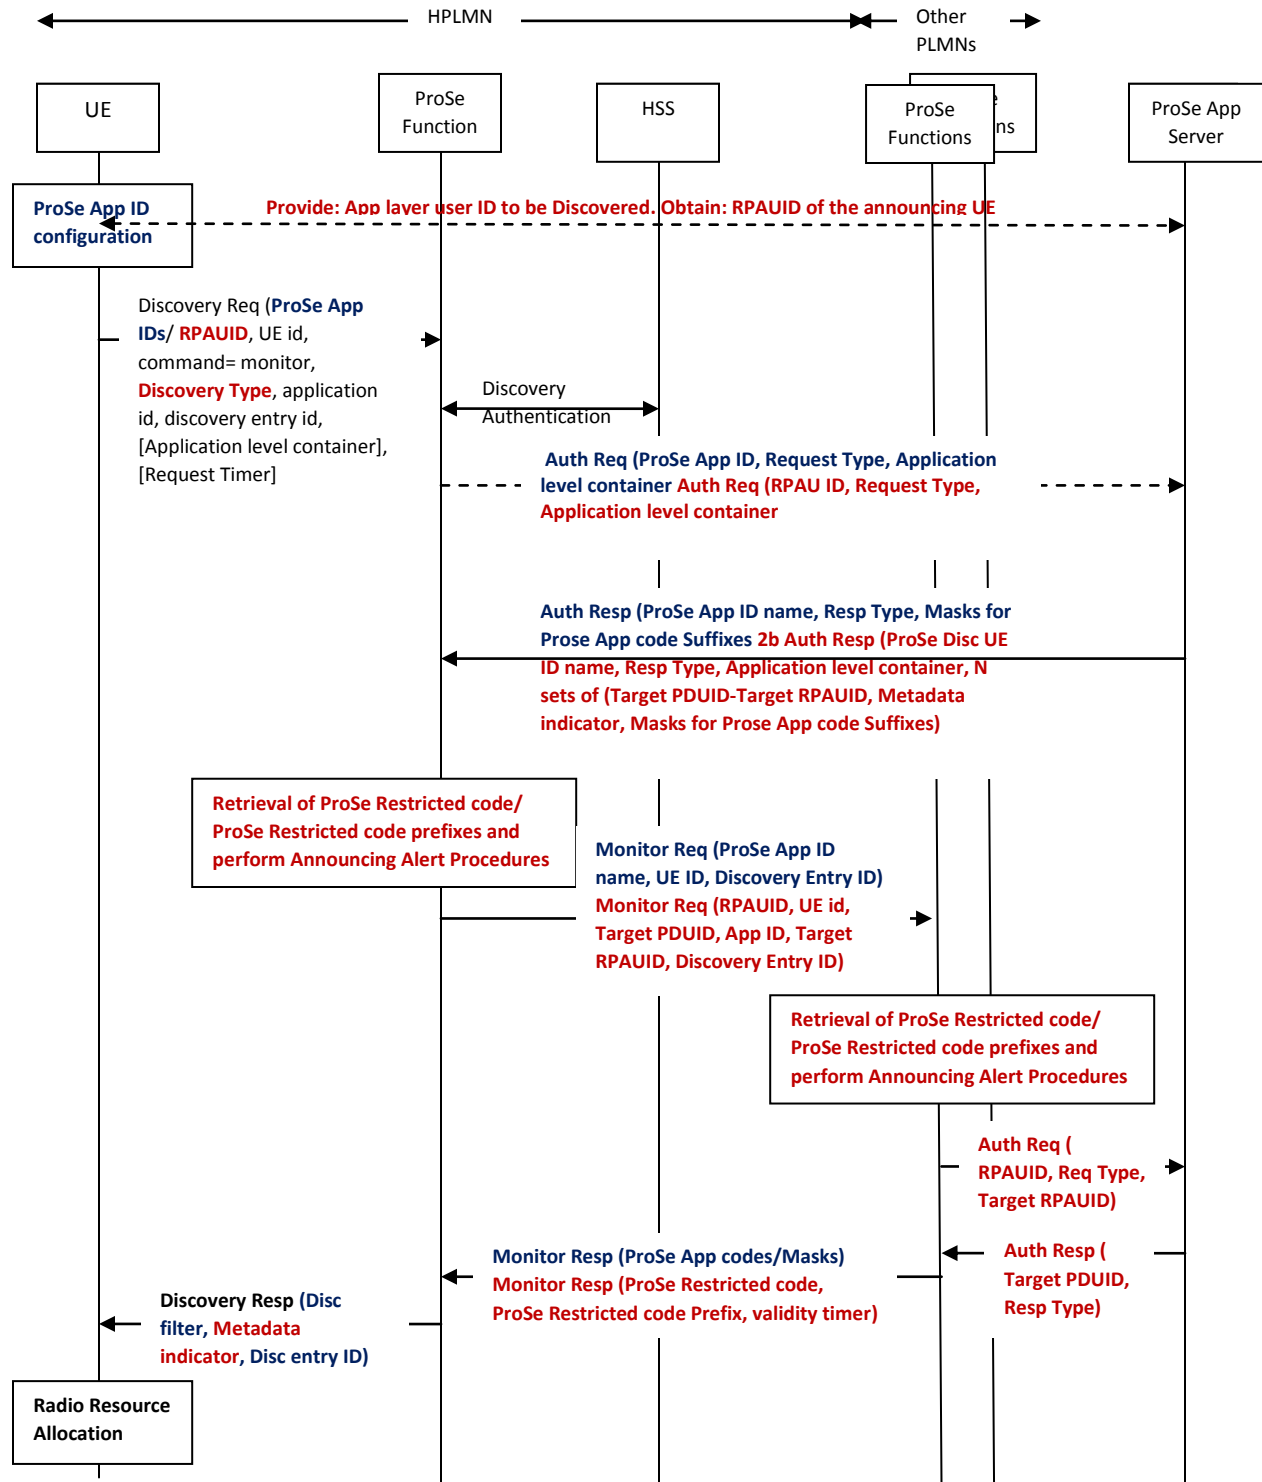 HPLMN
Other
PLMNs
UE
ProSe
Function
HSS
ProSe
Functions
e
ns
ProSe App
Server
ProSe App ID
configuration
Provide: App layer user ID to be Discovered. Obtain: RPAUID of the announcing UE
Discovery Req (ProSe App
IDs/ RPAUID, UE id,
command= monitor,
Discovery Type, application
id, discovery entry id,
[Application level container],
[Request Timer]
Discovery
Authentication
Auth Req (ProSe App ID, Request Type, Application
level container Auth Req (RPAU ID, Request Type,
Application level container
Auth Resp (ProSe App ID name, Resp Type, Masks for
Prose App code Suffixes 2b Auth Resp (ProSe Disc UE
ID name, Resp Type, Application level container, N
sets of (Target PDUID-Target RPAUID, Metadata
indicator, Masks for Prose App code Suffixes)
Retrieval of ProSe Restricted code/
ProSe Restricted code prefixes and
perform Announcing Alert Procedures
Monitor Req (ProSe App ID
name, UE ID, Discovery Entry ID)
Monitor Req (RPAUID, UE id,
Target PDUID, App ID, Target
RPAUID, Discovery Entry ID)
Retrieval of ProSe Restricted code/
ProSe Restricted code prefixes and
perform Announcing Alert Procedures
Auth Req (
RPAUID, Req Type,
Target RPAUID)
Auth Resp (
Target PDUID,
Resp Type)
Monitor Resp (ProSe App codes/Masks)
Monitor Resp (ProSe Restricted code,
ProSe Restricted code Prefix, validity timer)
Discovery Resp (Disc
filter, Metadata
indicator, Disc entry ID)
Radio Resource
Allocation